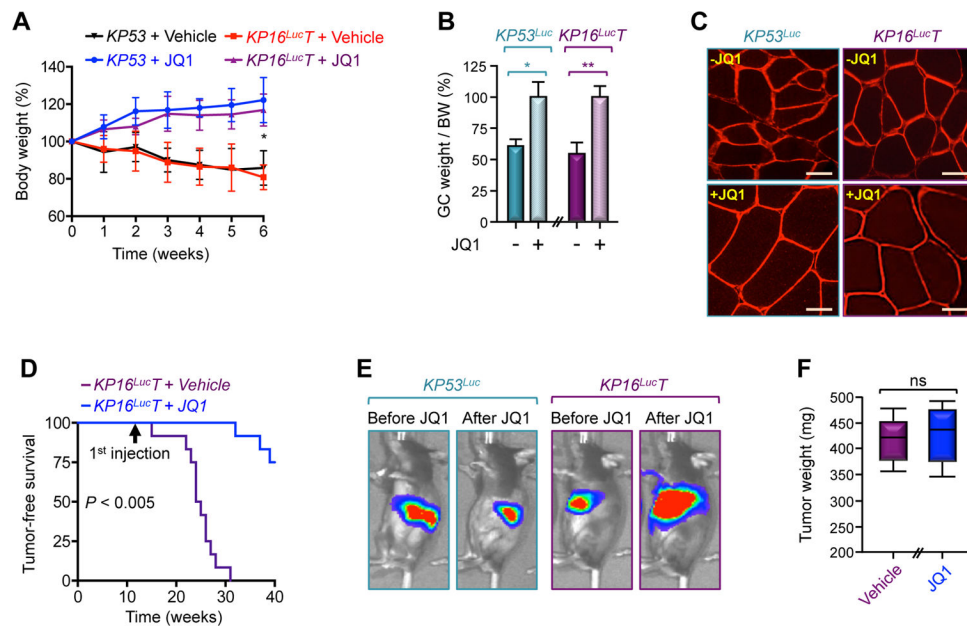 A
KP53 + Vehicle
KP16LucT + Vehicle
KP53 + JQ1
KP16LucT + JQ1
Body weight (%)
140
120
100
80
60
*
0 1 2 3 4 5 6
Time (weeks)
B
KP53Luc KP16LucT
* **
GC weight / BW (%)
125
100
75
50
25
0
JQ1 - + - +
C
KP53Luc KP16LucT
-JQ1 -JQ1
+JQ1 +JQ1
D
KP16LucT + Vehicle
KP16LucT + JQ1
Tumor-free survival
100
75
50
25
0
1st injection
P < 0.005
0 10 20 30 40
Time (weeks)
E
KP53Luc KP16LucT
Before JQ1 After JQ1 Before JQ1 After JQ1
F
ns
Tumor weight (mg)
500
450
400
350
300
250
200
Vehicle JQ1